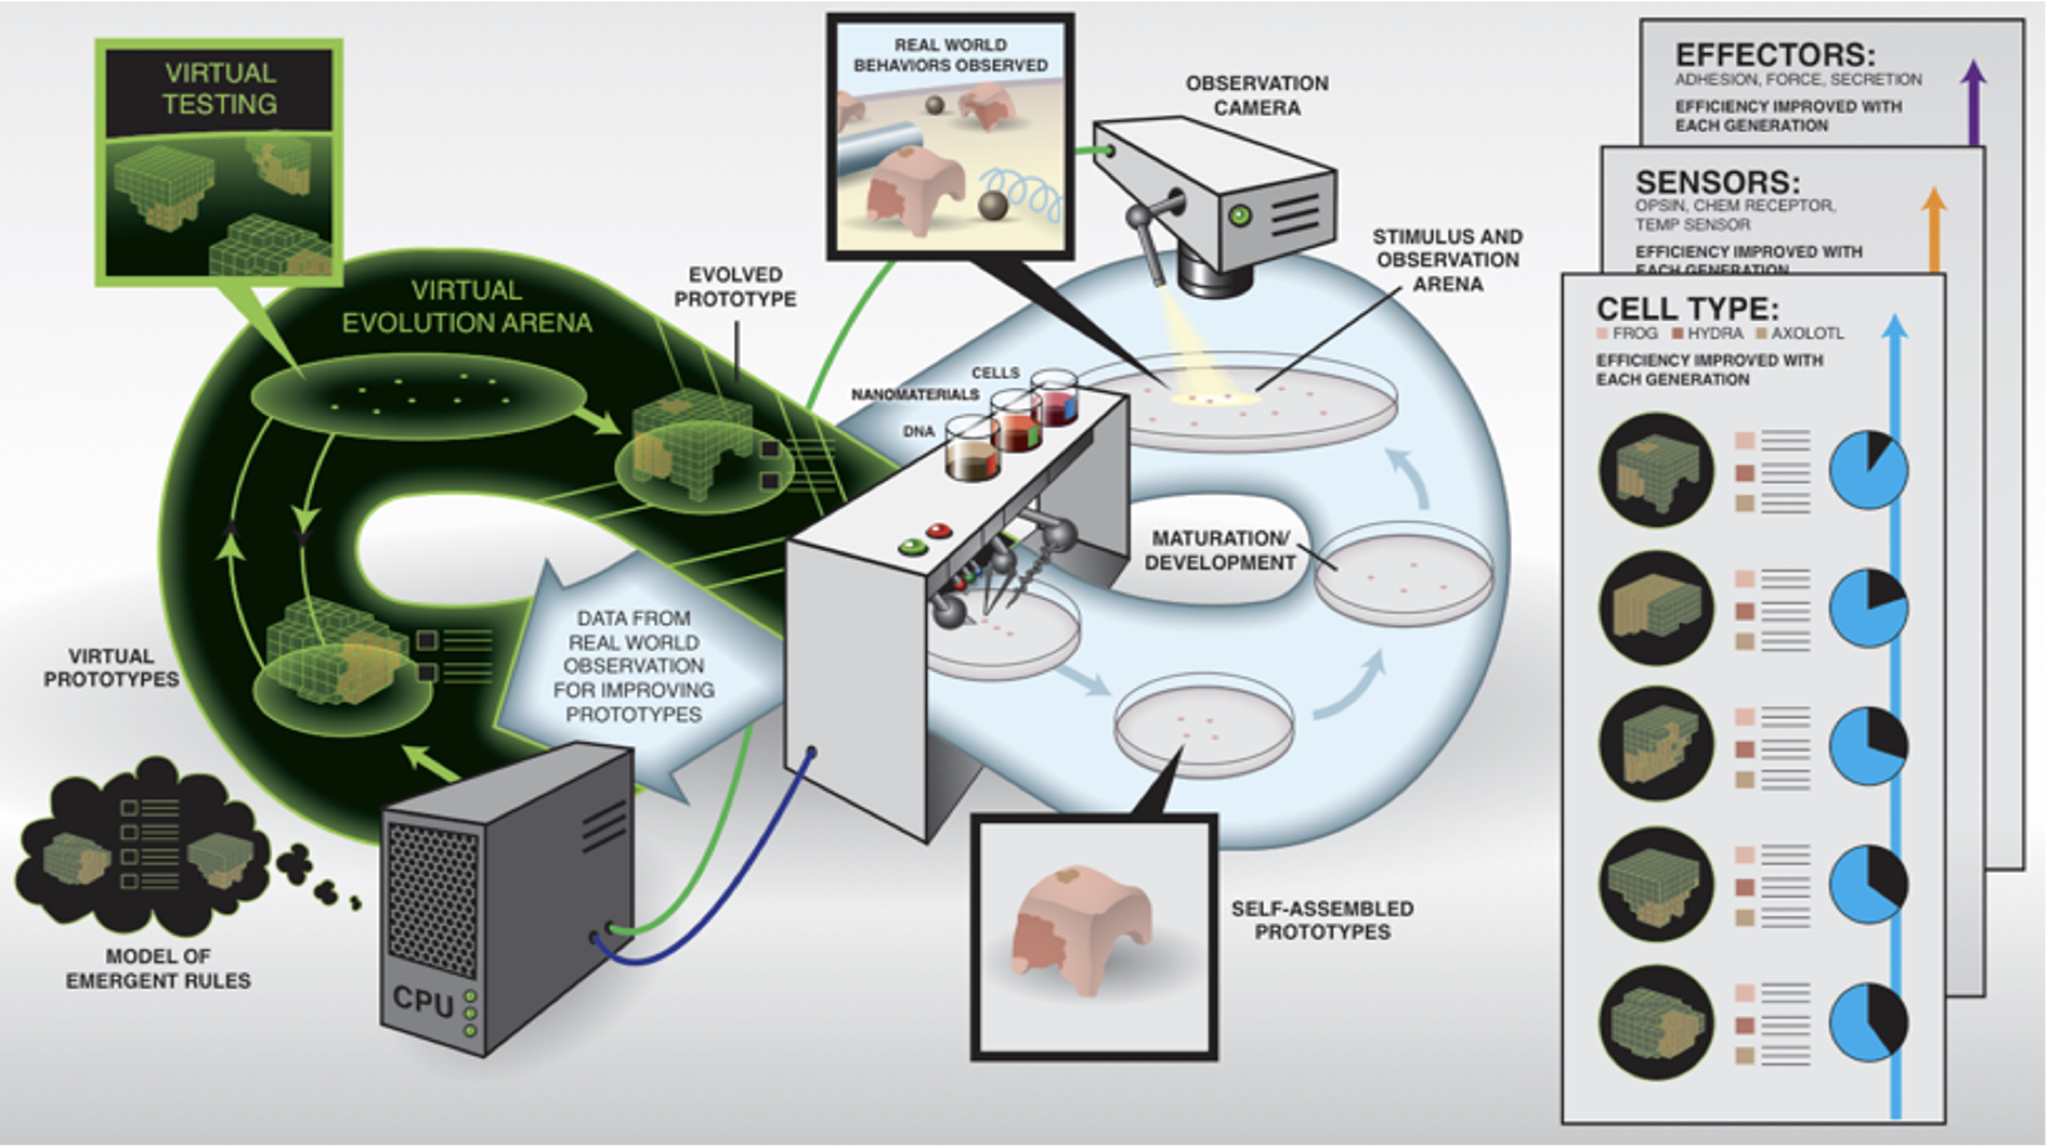 VIRTUAL
TESTING
REAL WORLD
BEHAVIORS OBSERVED
OBSERVATION
CAMERA
STIMULUS AND
OBSERVATION
ARENA
EVOLVED
PROTOTYPE
VIRTUAL
EVOLUTION ARENA
CELLS
NANOMATERIALS
DNA
MATURATION/
DEVELOPMENT
DATA FROM
REAL WORLD
OBSERVATION
FOR IMPROVING
PROTOTYPES
VIRTUAL
PROTOTYPES
MODEL OF
EMERGENT RULES
CPU
SELF-ASSEMBLED
PROTOTYPES
EFFECTORS:
ADHESION, FORCE, SECRETION
EFFICIENCY IMPROVED WITH
EACH GENERATION
SENSORS:
OPSIN, CHEM RECEPTOR,
TEMP SENSOR
EFFICIENCY IMPROVED WITH
EACH GENERATION
CELL TYPE:
FROG HYDRA AXOLOTL
EFFICIENCY IMPROVED WITH
EACH GENERATION